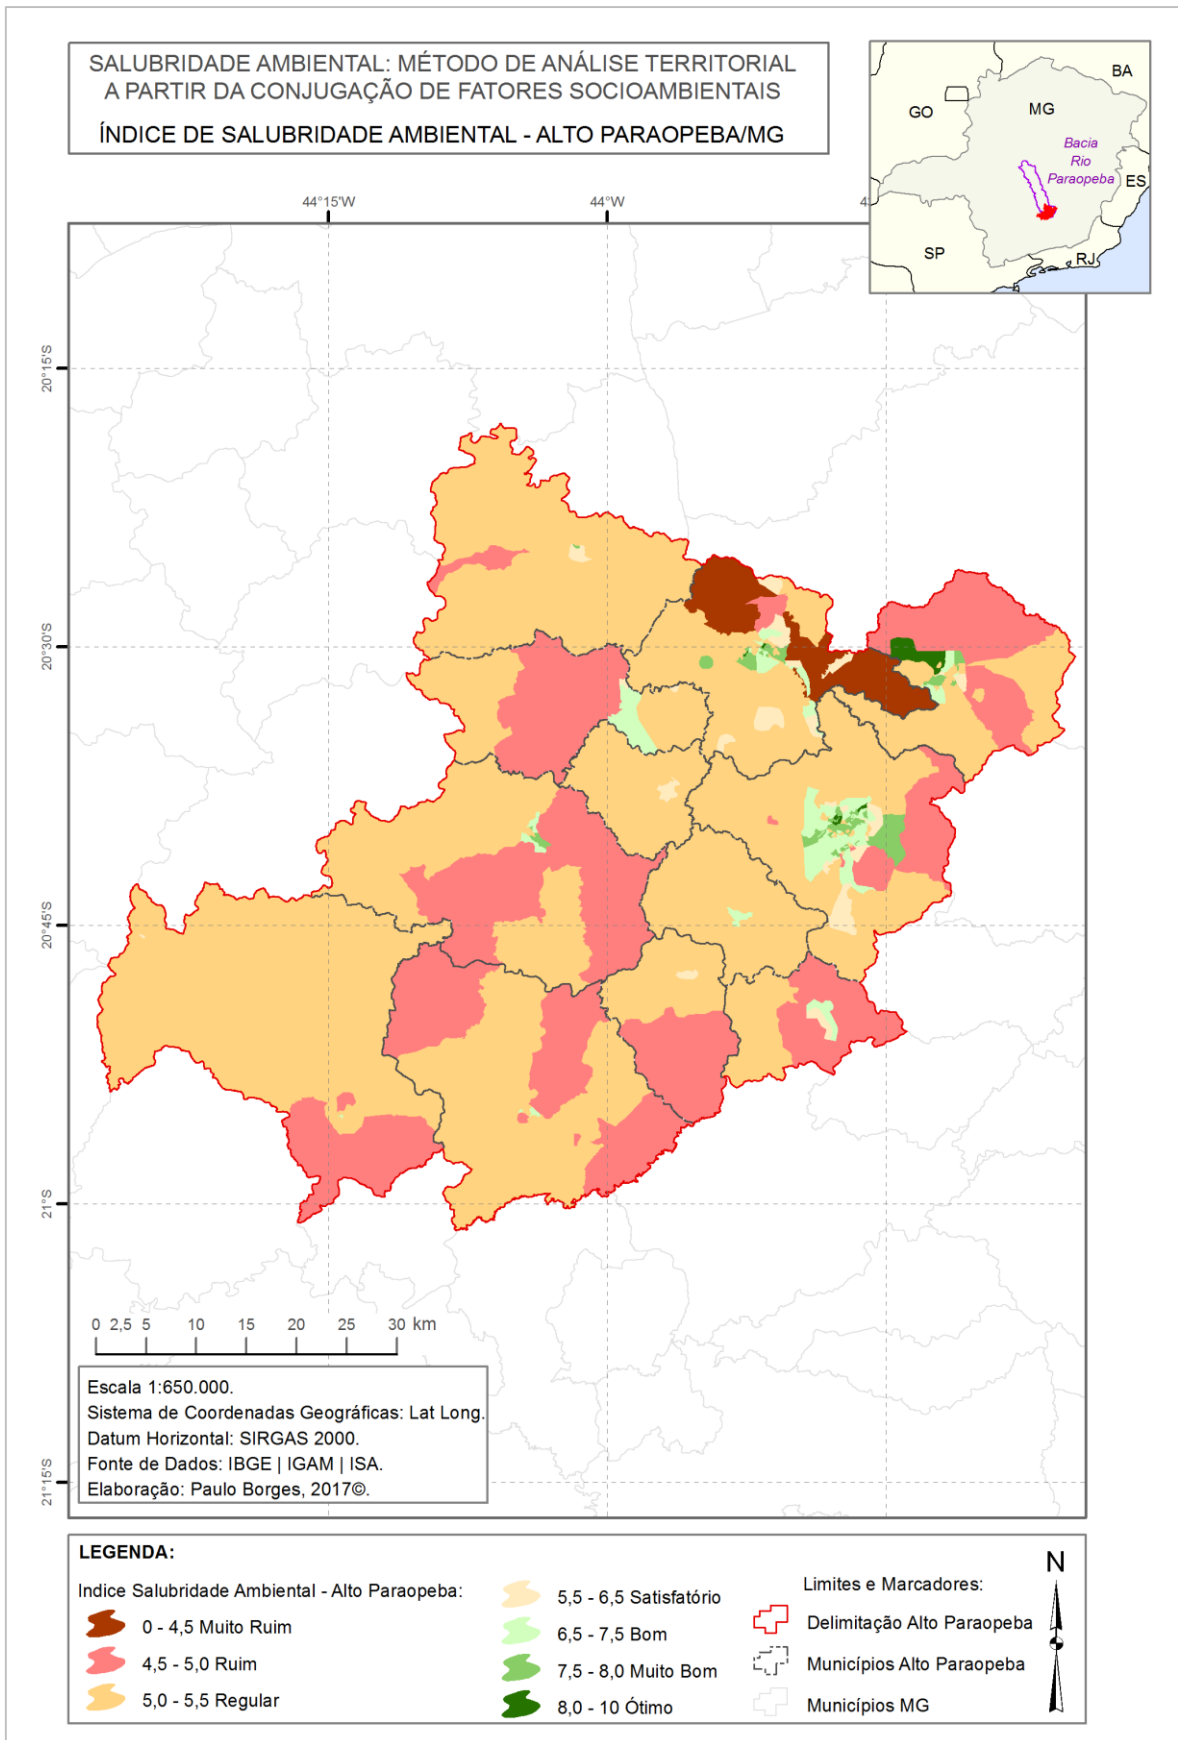 SALUBRIDADE AMBIENTAL: MÉTODO DE ANÁLISE TERRITORIAL
A PARTIR DA CONJUGAÇÃO DE FATORES SOCIOAMBIENTAIS
ÍNDICE DE SALUBRIDADE AMBIENTAL - ALTO PARAOPEBA/MG
BA
GO
MG
Bacia
Rio
Paraopeba
ES
SP
RJ
44°15'W
44°W
20°15'S
20°30'S
20°45'S
21°S
21°15'S
0 2,5 5 10 15 20 25 30 km
Escala 1:650.000.
Sistema de Coordenadas Geográficas: Lat Long.
Datum Horizontal: SIRGAS 2000.
Fonte de Dados: IBGE | IGAM | ISA.
Elaboração: Paulo Borges, 2017©.
LEGENDA:
Indice Salubridade Ambiental - Alto Paraopeba:
0 - 4,5 Muito Ruim
4,5 - 5,0 Ruim
5,0 - 5,5 Regular
5,5 - 6,5 Satisfatório
6,5 - 7,5 Bom
7,5 - 8,0 Muito Bom
8,0 - 10 Ótimo
Limites e Marcadores:
Delimitação Alto Paraopeba
Municípios Alto Paraopeba
Municípios MG
N